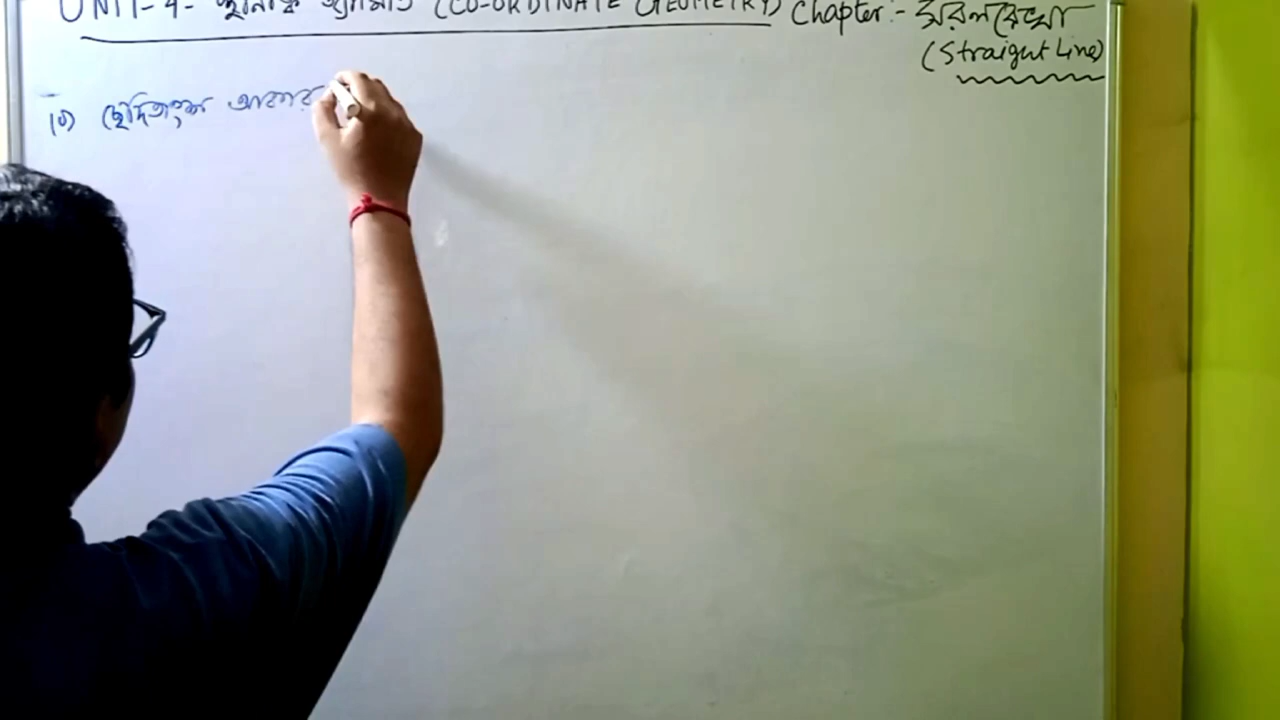 UNIT-4- স্থানাঙ্ক জ্যামিতি (CO-ORDINATE GEOMETRY) Chapter:- সরলরেখা
(Straight Line)
ছেদিতাংশ আকার